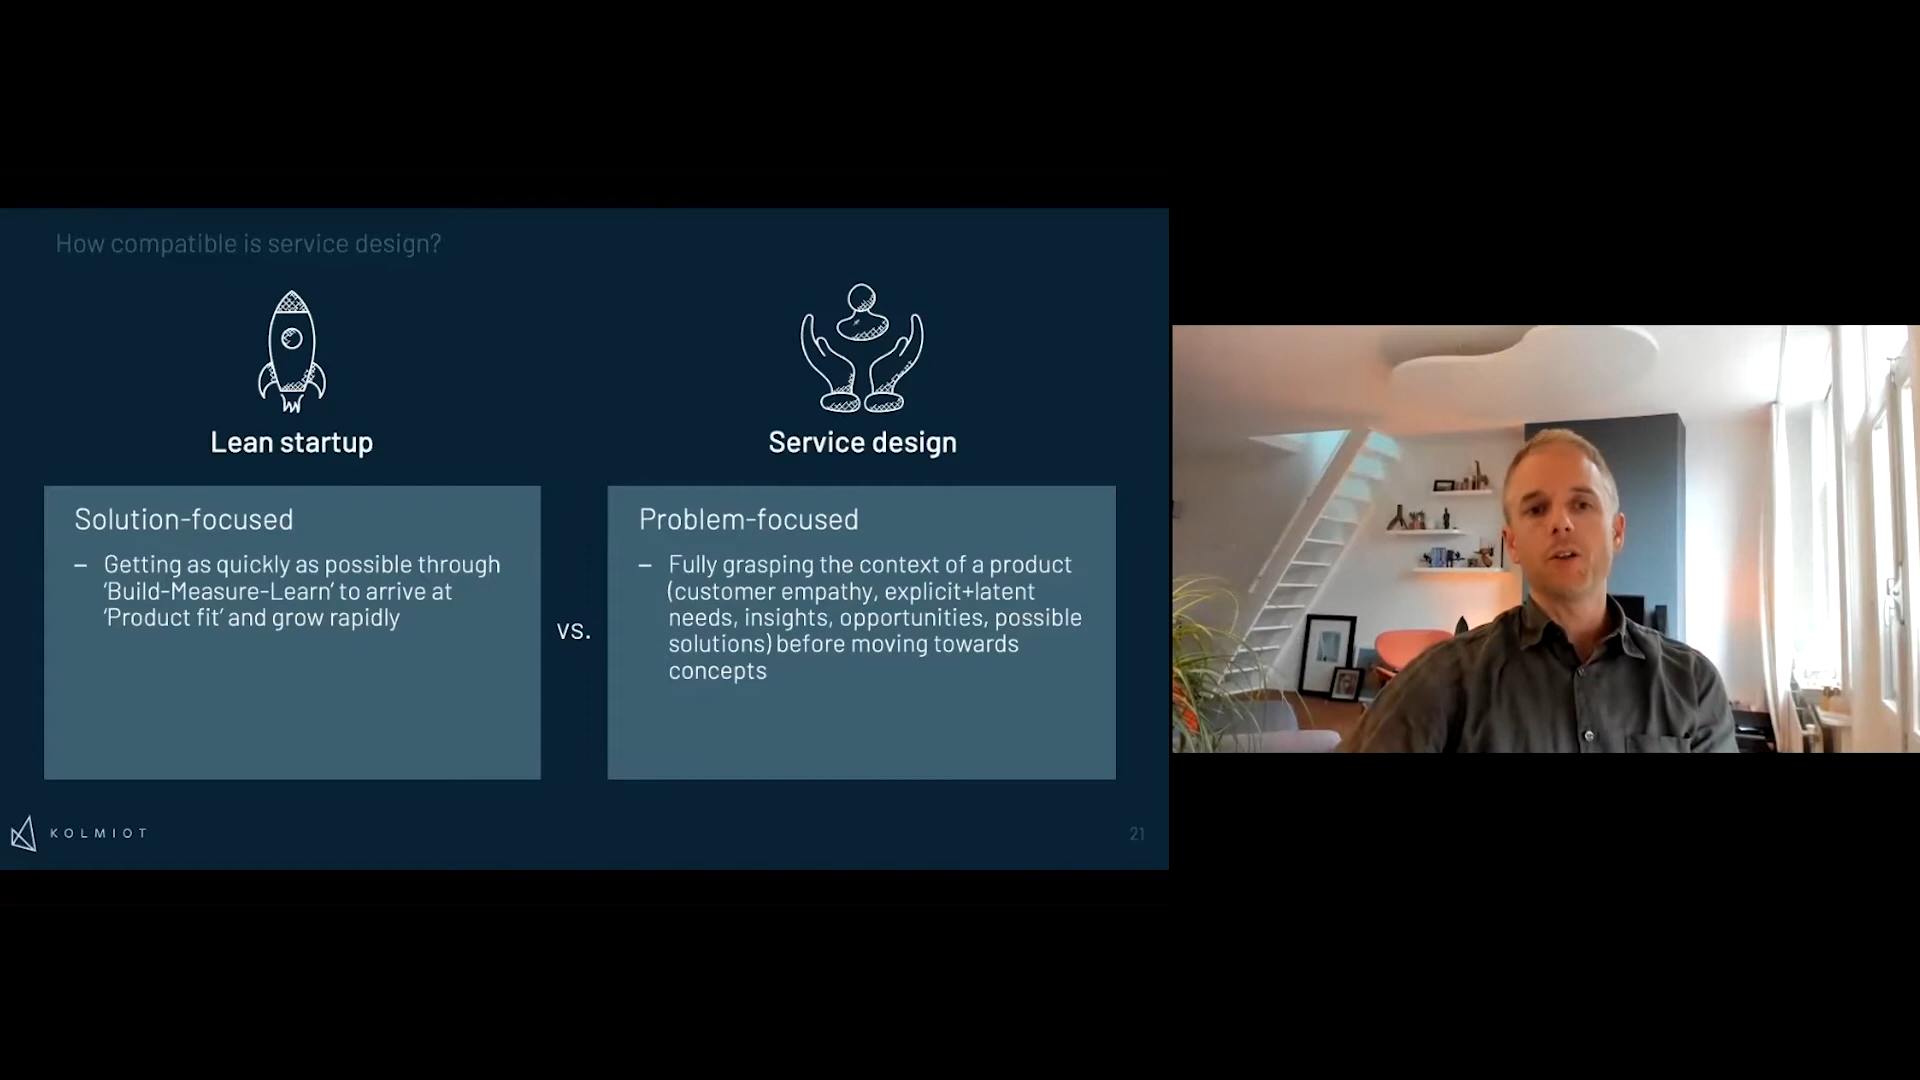 How compatible is service design?
Lean startup
Solution-focused
– Getting as quickly as possible through
‘Build-Measure-Learn’ to arrive at
‘Product fit’ and grow rapidly
vs.
Service design
Problem-focused
– Fully grasping the context of a product
(customer empathy, explicit+latent
needs, insights, opportunities, possible
solutions) before moving towards
concepts
KOLMIOT
21